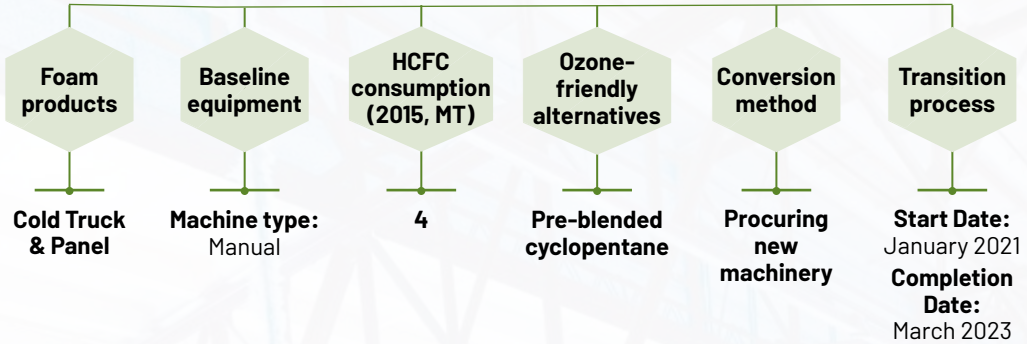 Foam
products
Baseline
equipment
HCFC
consumption
(2015, MT)
Ozone-
friendly
alternatives
Conversion
method
Transition
process
Cold Truck
& Panel
Machine type:
Manual
4
Pre-blended
cyclopentane
Procuring
new
machinery
Start Date:
January 2021
Completion
Date:
March 2023